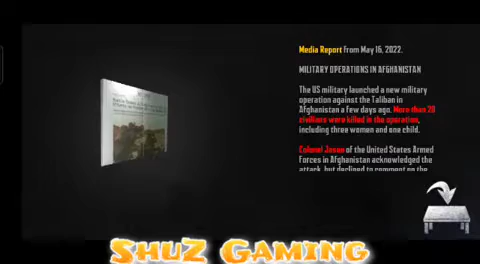 Media Report from May 16, 2022.
MILITARY OPERATIONS IN AFGHANISTAN
The US military launched a new military
operation against the Taliban in
Afghanistan a few days ago. More than 20
civilians were killed in the operation,
including three women and one child.
Colonel Jason of the United States Armed
Forces in Afghanistan acknowledged the
attack, but declined to comment on the
SHUZ GAMING